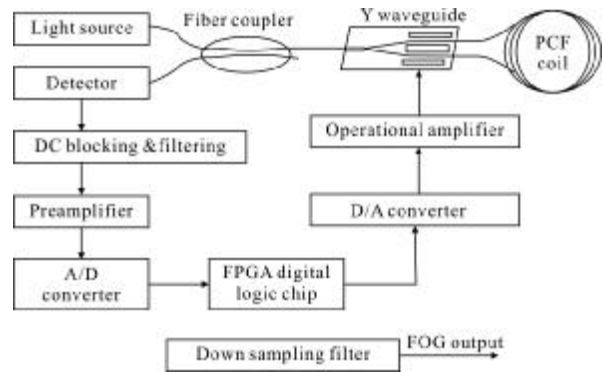 Light source
Fiber coupler
Y waveguide
PCF
coil
Detector
Operational amplifier
DC blocking &filtering
Preamplifier
D/A converter
A/D
converter
FPGA digital
logic chip
Down sampling filter
FOG output